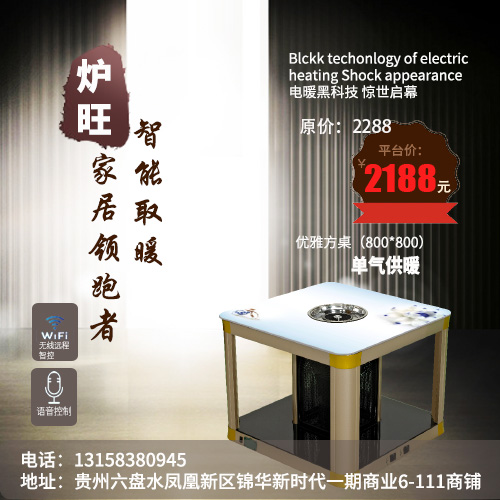 Blckk techonlogy of electric
heating Shock appearance
电暖黑科技 惊世启幕
炉旺
智能取暖
家居领跑者
原价：2288
平台价：
¥2188元
优雅方桌（800*800）
单气供暖
WiFi
无线远程
智控
语音控制
电话：13158380945
地址：贵州六盘水凤凰新区锦华新时代一期商业6-111商铺